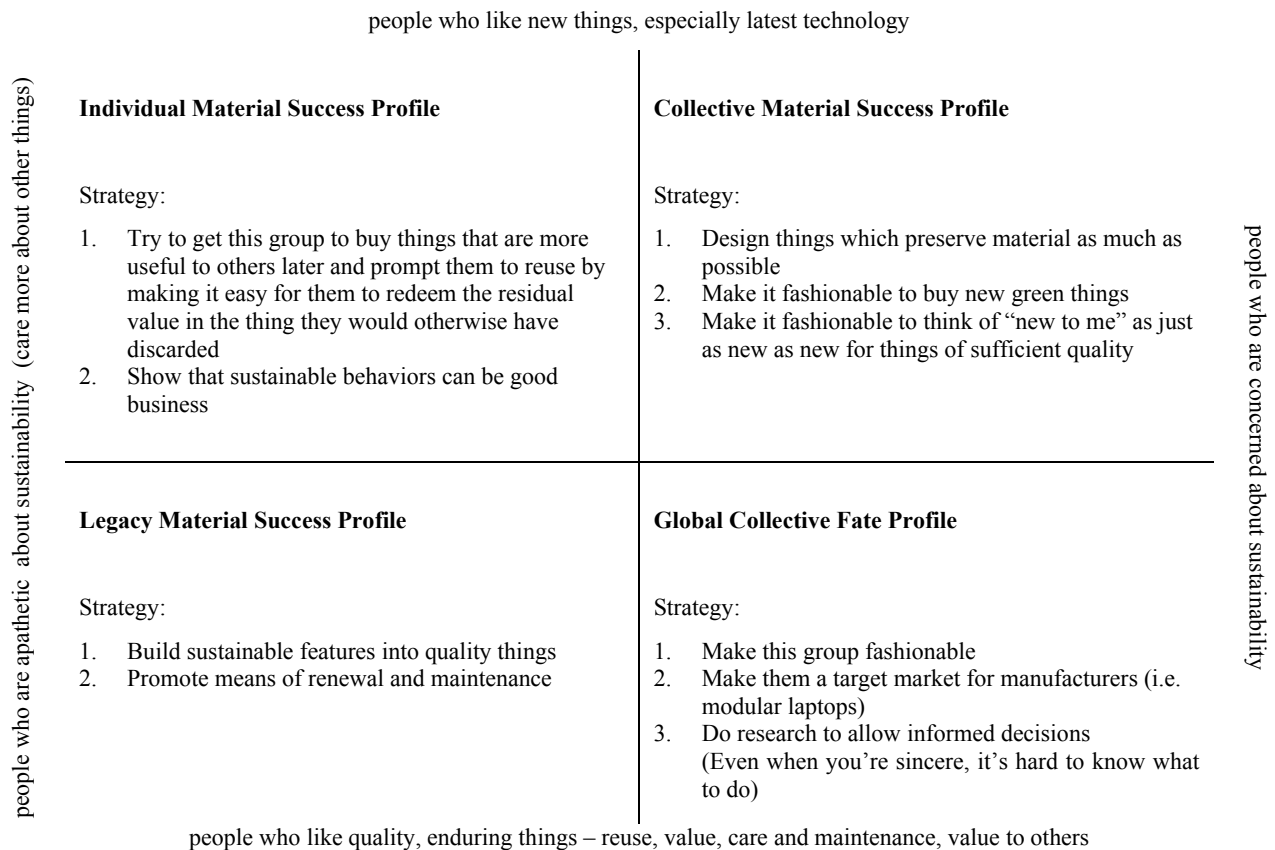 people who like new things, especially latest technology
people who are apathetic about sustainability (care more about other things)
Individual Material Success Profile
Strategy:
1. Try to get this group to buy things that are more
useful to others later and prompt them to reuse by
making it easy for them to redeem the residual
value in the thing they would otherwise have
discarded
2. Show that sustainable behaviors can be good
business
Collective Material Success Profile
Strategy:
1. Design things which preserve material as much as
possible
2. Make it fashionable to buy new green things
3. Make it fashionable to think of “new to me” as just
as new as new for things of sufficient quality
people who are concerned about sustainability
Legacy Material Success Profile
Strategy:
1. Build sustainable features into quality things
2. Promote means of renewal and maintenance
Global Collective Fate Profile
Strategy:
1. Make this group fashionable
2. Make them a target market for manufacturers (i.e.
modular laptops)
3. Do research to allow informed decisions
(Even when you’re sincere, it’s hard to know what
to do)
people who like quality, enduring things – reuse, value, care and maintenance, value to others